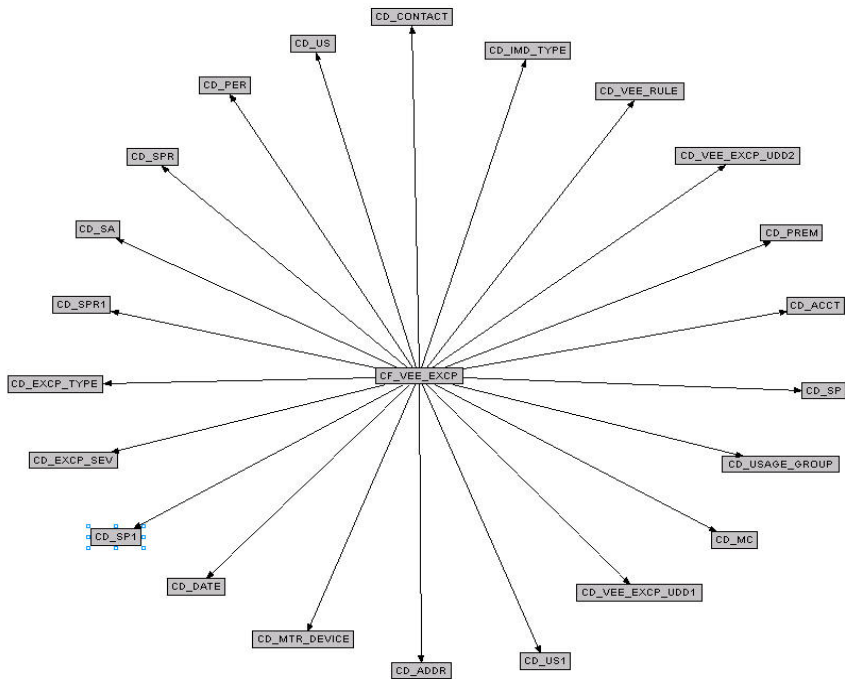 CD_CONTACT
CD_US
CD_IMD_TYPE
CD_PER
CD_VEE_RULE
CD_SPR
CD_VEE_EXCP_UDD2
CD_SA
CD_PREM
CD_SPR1
CD_ACCT
CF_VEE_EXCP
CD_EXCP_TYPE
CD_SP
CD_EXCP_SEV
CD_USAGE_GROUP
CD_SP1
CD_MC
CD_DATE
CD_VEE_EXCP_UDD1
CD_MTR_DEVICE
CD_US1
CD_ADDR